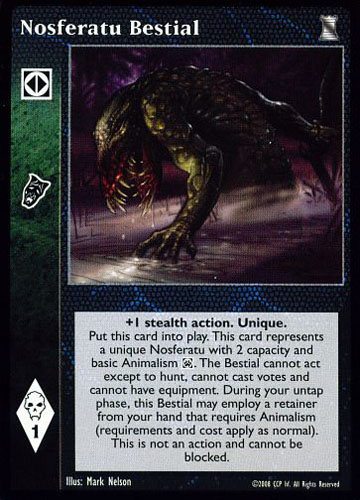 Nosferatu Bestial
+1 stealth action. Unique.
Put this card into play. This card represents
a unique Nosferatu with 2 capacity and
basic Animalism. The Bestial cannot act
except to hunt, cannot cast votes and
cannot have equipment. During your untap
phase, this Bestial may employ a retainer
from your hand that requires Animalism
(requirements and cost apply as normal).
This is not an action and cannot be
blocked.
1
Illus: Mark Nelson
©2008 CCP hf. All Rights Reserved